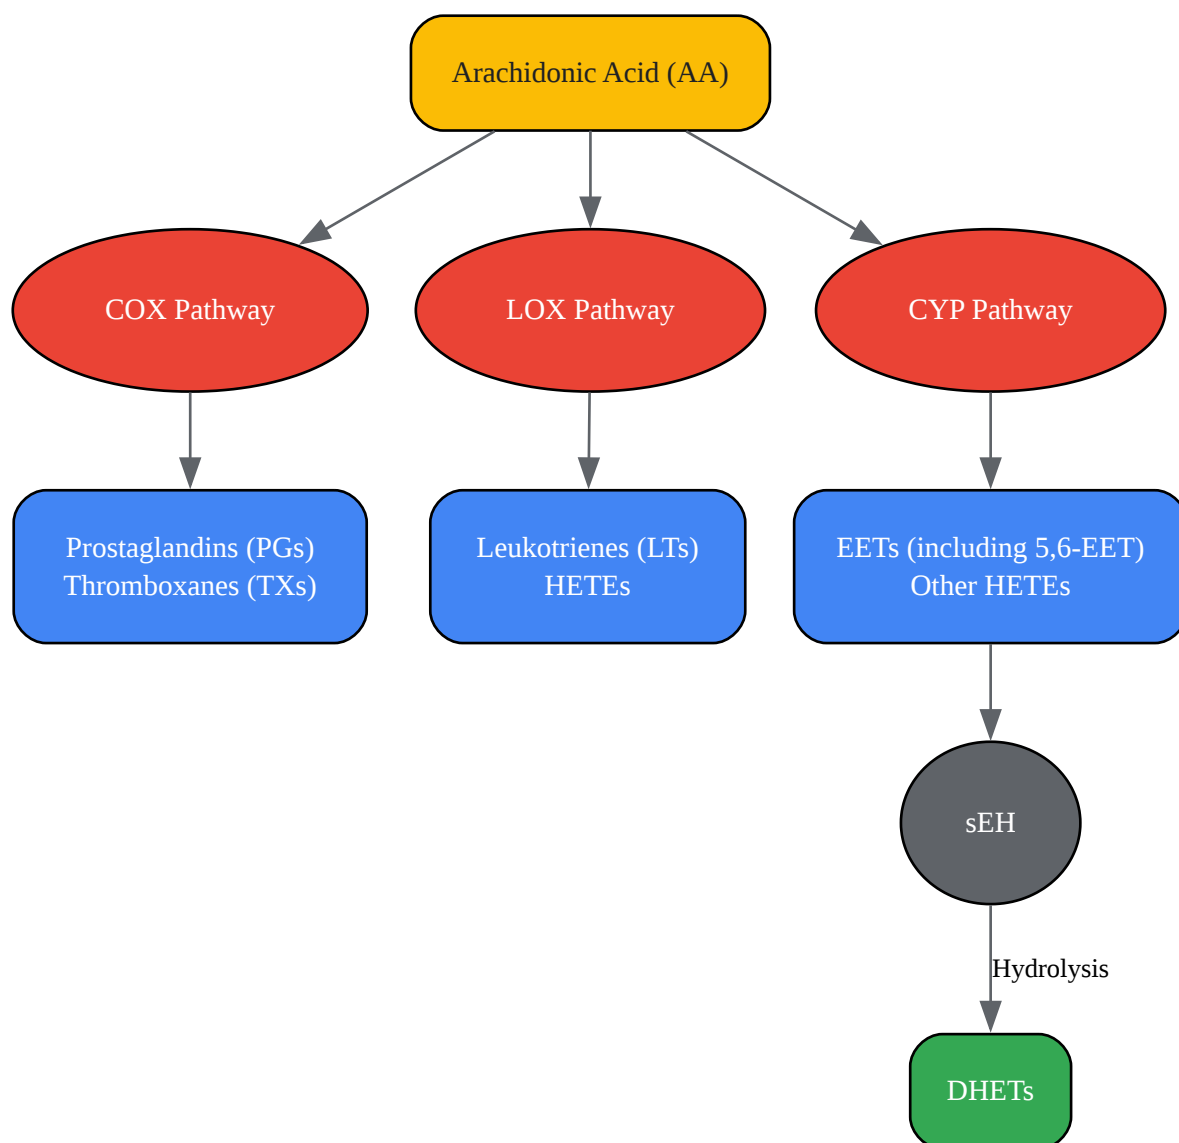 Arachidonic Acid (AA)
COX Pathway
LOX Pathway
CYP Pathway
Prostaglandins (PGs)
Thromboxanes (TXs)
Leukotrienes (LTs)
HETEs
EETs (including 5,6-EET)
Other HETEs
sEH
Hydrolysis
DHETs